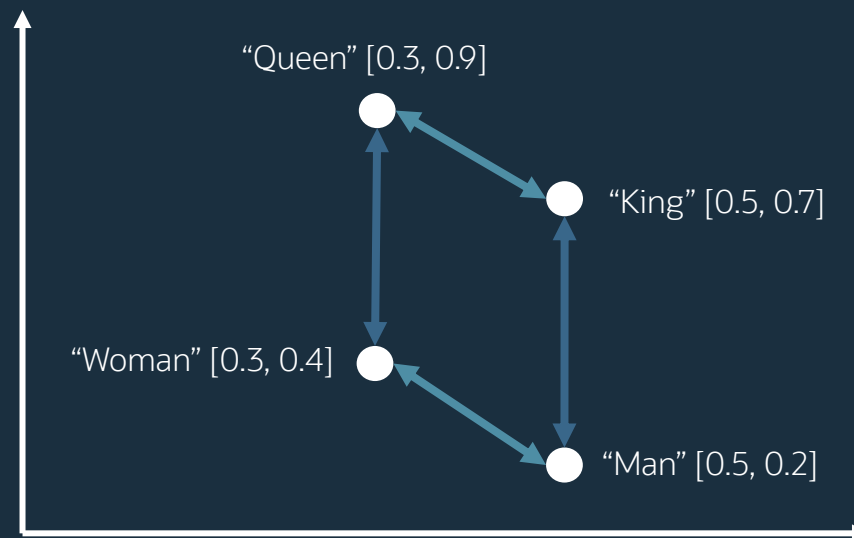 “Queen” [0.3, 0.9]
“King” [0.5, 0.7]
“Woman” [0.3, 0.4]
“Man” [0.5, 0.2]